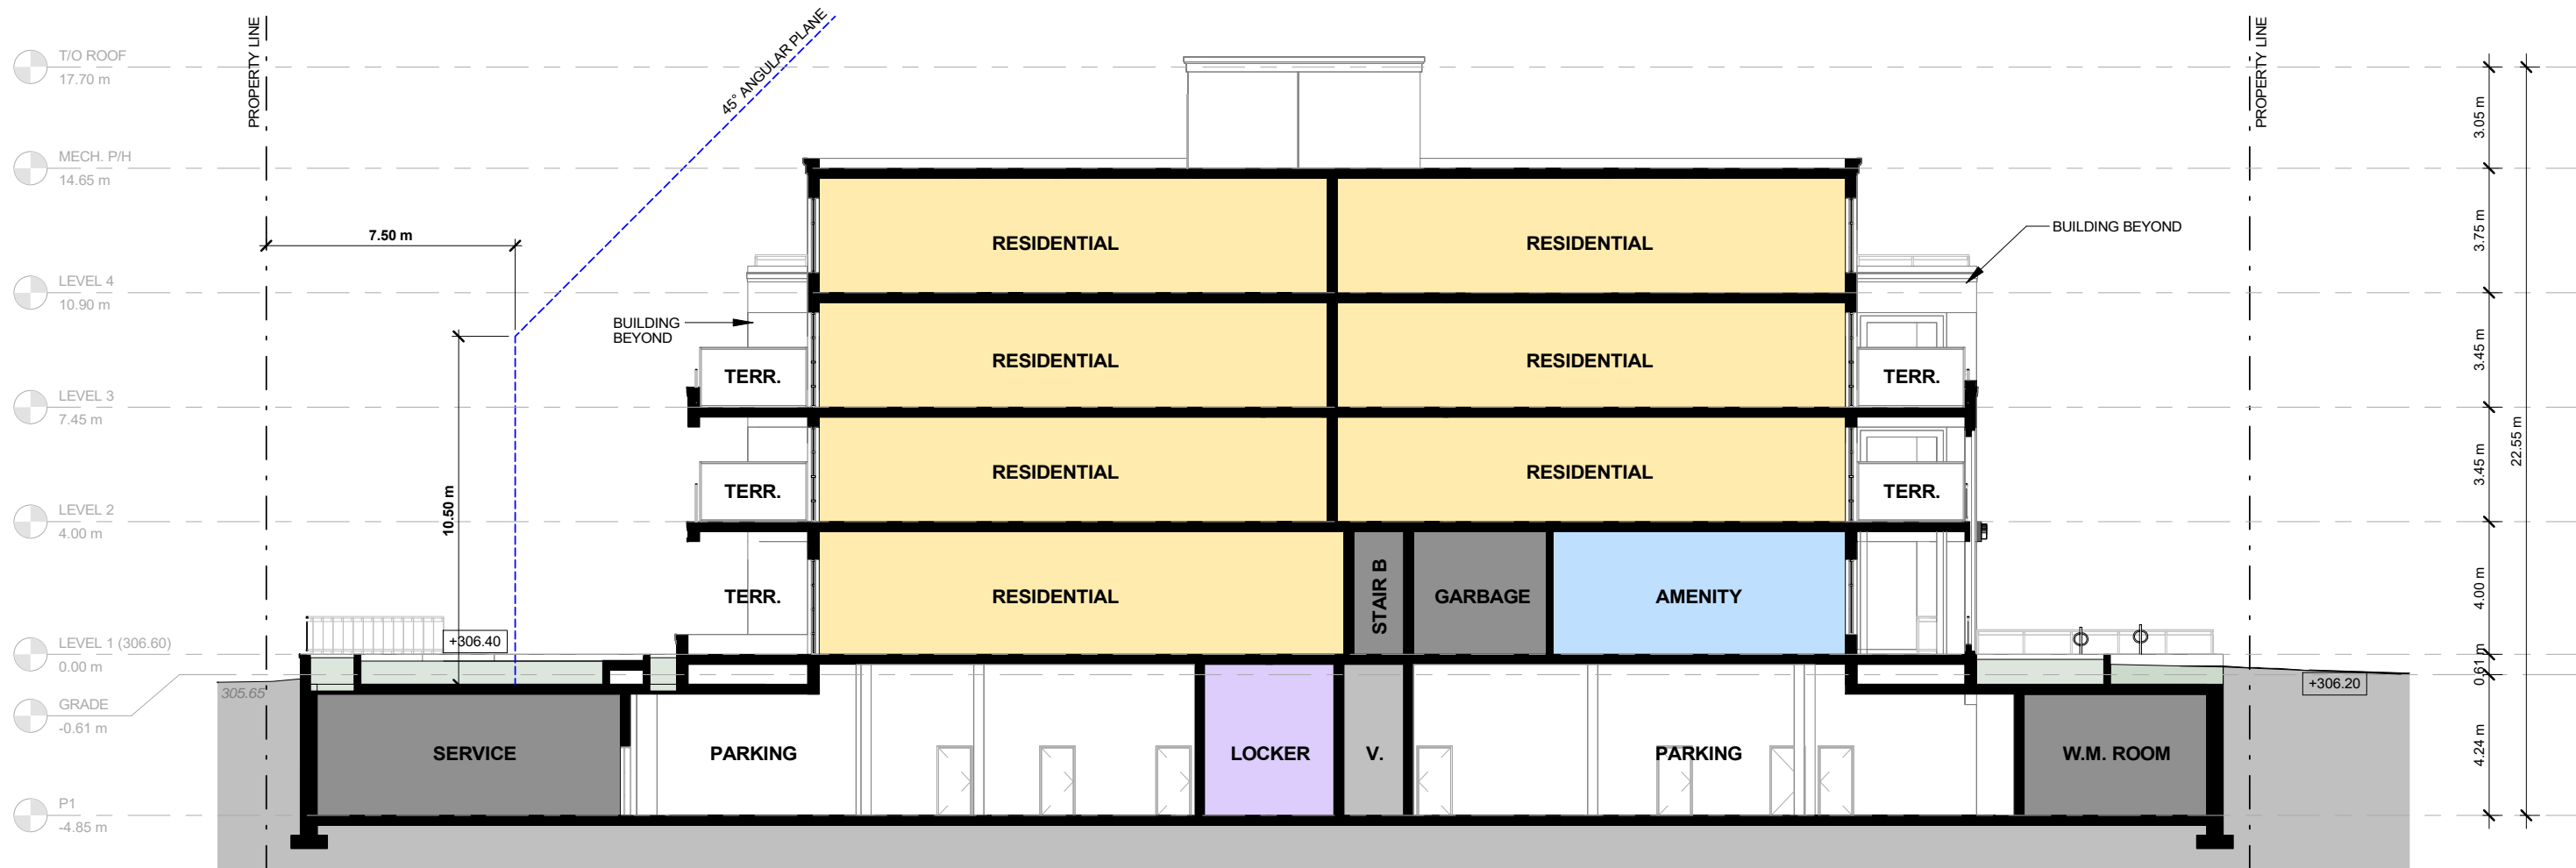 T/O ROOF
17.70 m
MECH. P/H
14.65 m
LEVEL 4
10.90 m
LEVEL 3
7.45 m
LEVEL 2
4.00 m
LEVEL 1 (306.60)
0.00 m
GRADE
-0.61 m
P1
-4.85 m
PROPERTY LINE
45° ANGULAR PLANE
7.50 m
10.50 m
+306.40
305.65
BUILDING
BEYOND
BUILDING BEYOND
RESIDENTIAL
RESIDENTIAL
TERR.
RESIDENTIAL
RESIDENTIAL
TERR.
TERR.
RESIDENTIAL
RESIDENTIAL
TERR.
TERR.
RESIDENTIAL
STAIR B
GARBAGE
AMENITY
SERVICE
PARKING
LOCKER
V.
PARKING
W.M. ROOM
PROPERTY LINE
+306.20
3.05 m
3.75 m
3.45 m
3.45 m
4.00 m
0.61 m
4.24 m
22.55 m